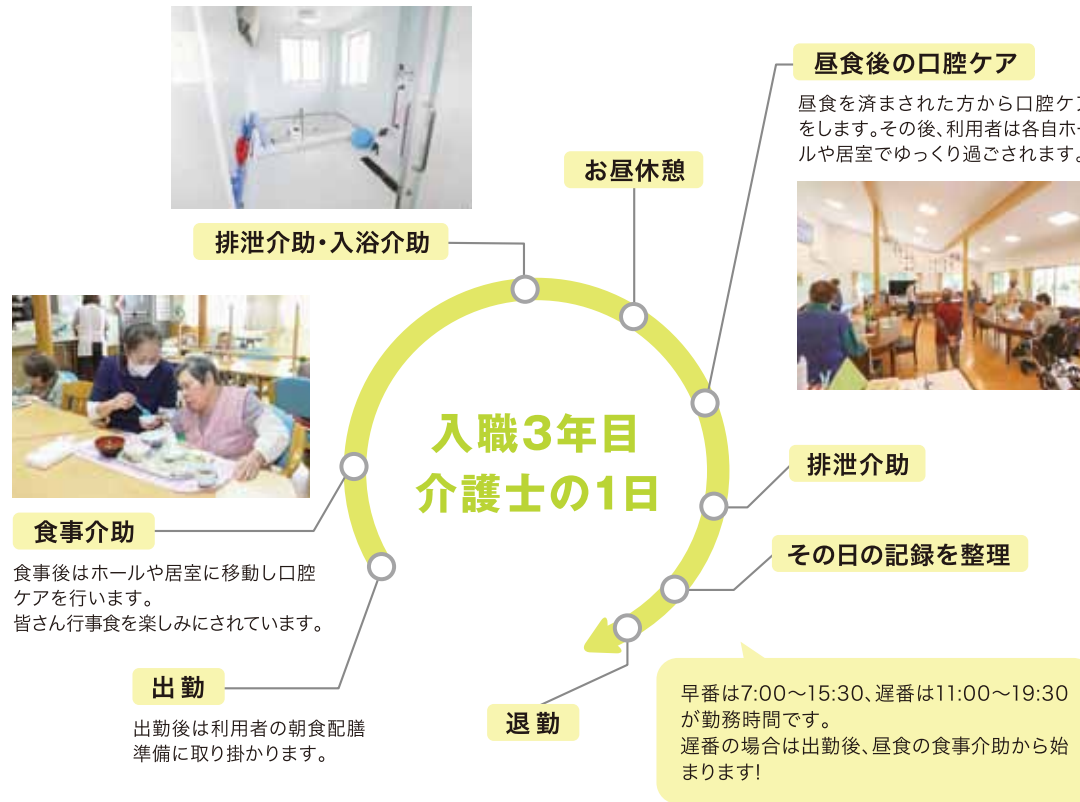 入職3年目
介護士の1日
出勤
出勤後は利用者の朝食配膳
準備に取り掛かります。
食事介助
食事後はホールや居室に移動し口腔
ケアを行います。
皆さん行事食を楽しみにされています。
排泄介助・入浴介助
お昼休憩
昼食後の口腔ケア
昼食を済まされた方から口腔ケア
をします。その後、利用者は各自ホー
ルや居室でゆっくり過ごされます。
排泄介助
その日の記録を整理
退勤
早番は7:00〜15:30、遅番は11:00〜19:30
が勤務時間です。
遅番の場合は出勤後、昼食の食事介助から始
まります!